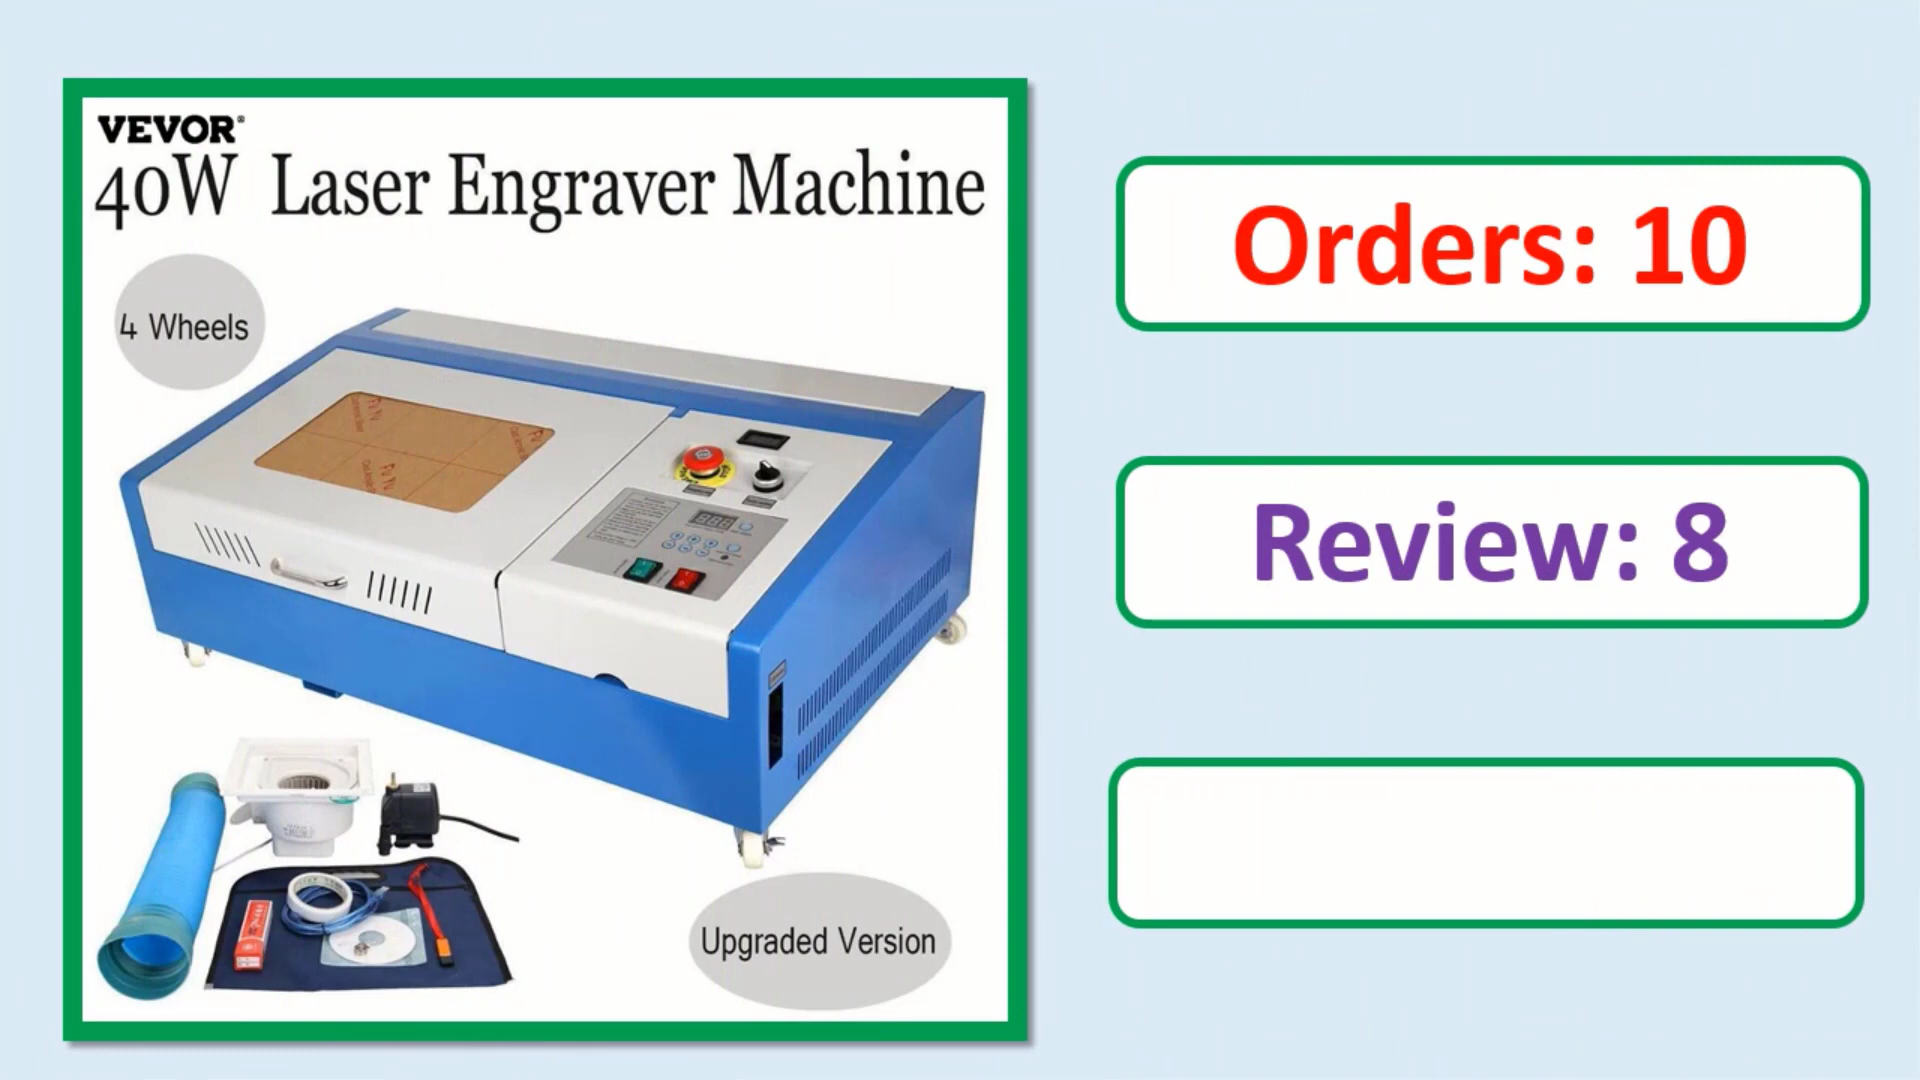 VEVOR®
40W Laser Engraver Machine
4 Wheels
Upgraded Version
Orders: 10
Review: 8